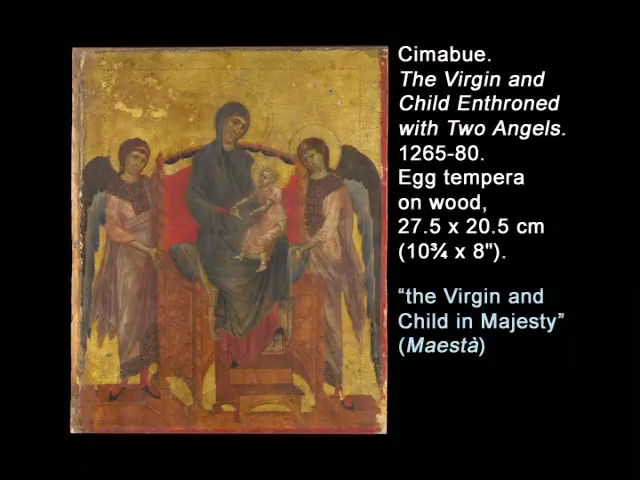 Cimabue.
The Virgin and
Child Enthroned
with Two Angels.
1265-80.
Egg tempera
on wood,
27.5 x 20.5 cm
(10¾ x 8").
“the Virgin and
Child in Majesty”
(Maestà)